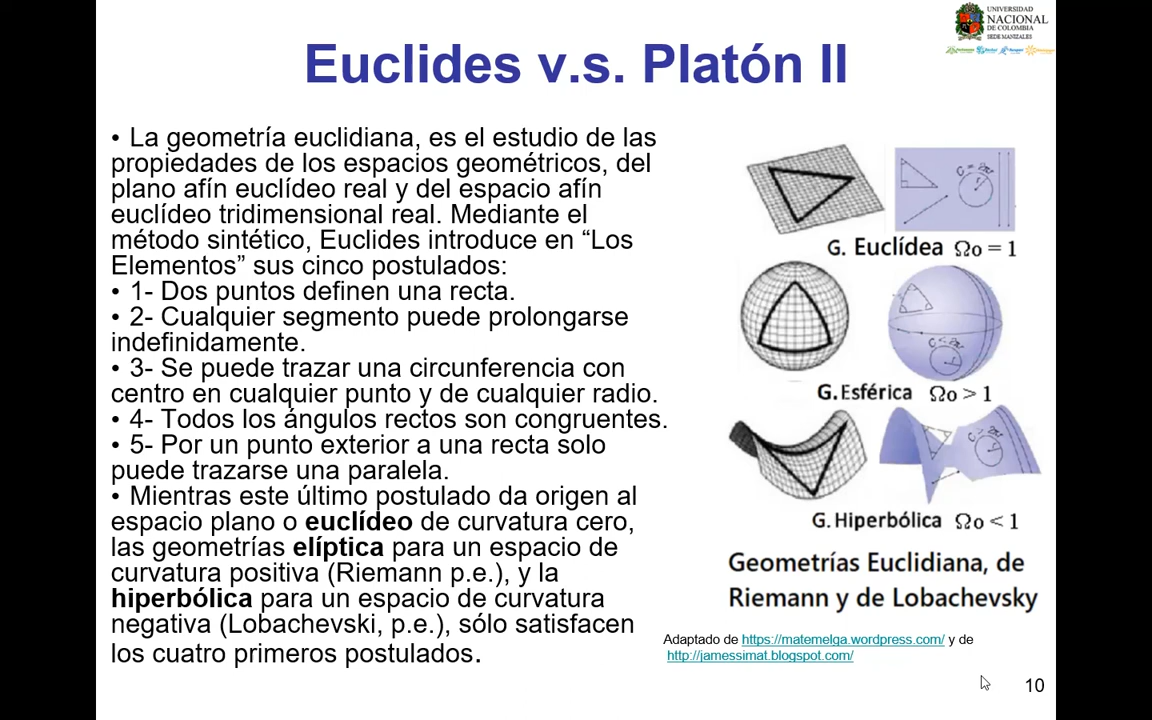 UNIVERSIDAD
NACIONAL
DE COLOMBIA
SEDE MANIZALES
Euclides v.s. Platón II
• La geometría euclidiana, es el estudio de las
propiedades de los espacios geométricos, del
plano afín euclídeo real y del espacio afín
euclídeo tridimensional real. Mediante el
método sintético, Euclides introduce en “Los
Elementos” sus cinco postulados:
• 1- Dos puntos definen una recta.
• 2- Cualquier segmento puede prolongarse
indefinidamente.
• 3- Se puede trazar una circunferencia con
centro en cualquier punto y de cualquier radio.
• 4- Todos los ángulos rectos son congruentes.
• 5- Por un punto exterior a una recta solo
puede trazarse una paralela.
• Mientras este último postulado da origen al
espacio plano o euclídeo de curvatura cero,
las geometrías elíptica para un espacio de
curvatura positiva (Riemann p.e.), y la
hiperbólica para un espacio de curvatura
negativa (Lobachevski, p.e.), sólo satisfacen
los cuatro primeros postulados.
G. Euclídea Ωo = 1
G. Esférica Ωo > 1
G. Hiperbólica Ωo < 1
Geometrías Euclidiana, de
Riemann y de Lobachevsky
Adaptado de https://matemelga.wordpress.com/ y de
http://jamessimat.blogspot.com/
10